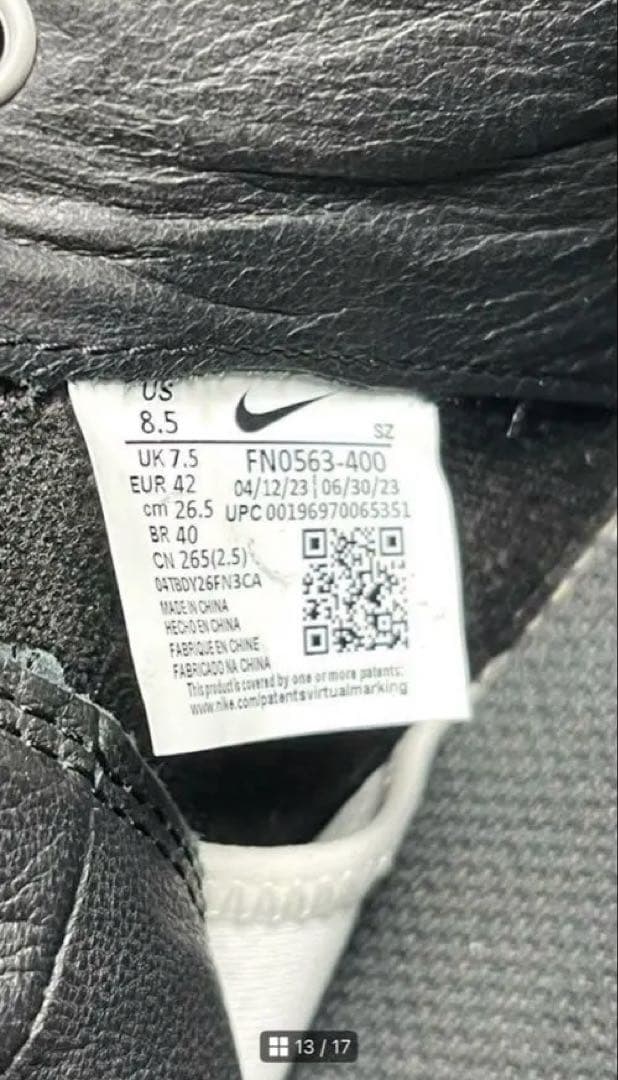 US
8.5
SZ
UK 7.5
FN0563-400
EUR 42
04/12/23 | 06/30/23
cm 26.5
UPC 00196970065351
BR 40
CN 265(2.5)
04TBDY26FN3CA
MADE IN CHINA
HECHO EN CHINA
FABRIQUE EN CHINE
FABRICADO NA CHINA
This product is covered by one or more patents:
www.nike.com/patentsvirtualmarking
13 / 17